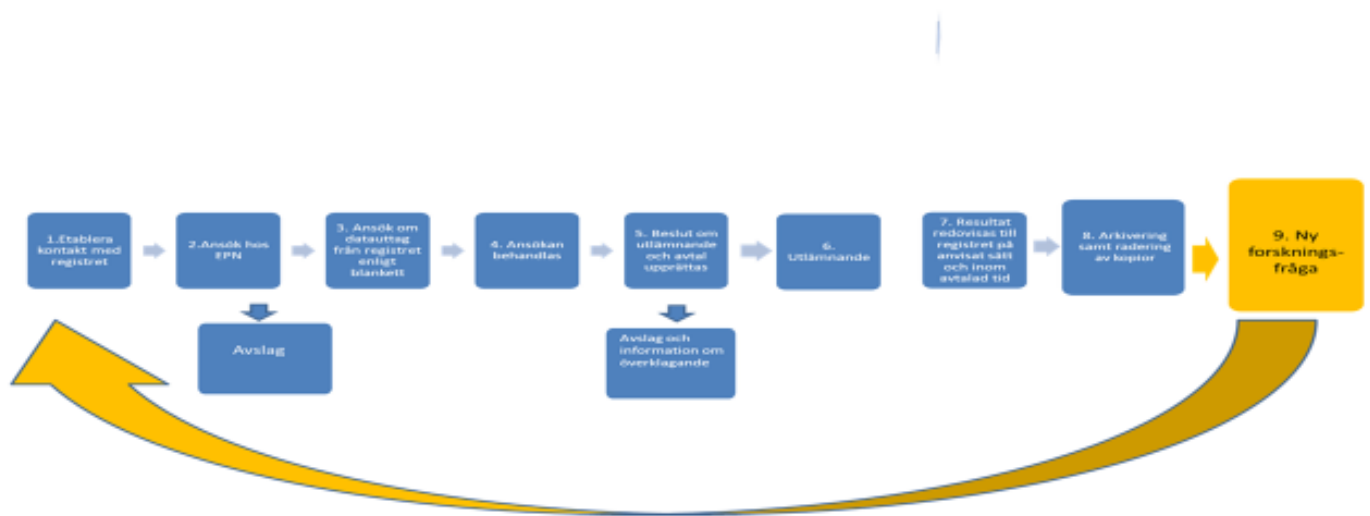 1.Etablera
kontakt med
registret
2.Ansök hos
EPN
3. Ansök om
datauttag
från registret
enligt
blankett
4. Ansökan
behandlas
5. Beslut om
utlämnande
och avtal
upprättas
6.
Utlämnande
7. Resultat
redovisas till
registret på
anvisat sätt
och inom
avtalad tid
8. Arkivering
samt radering
av kopior
9. Ny
forsknings-
fråga
Avslag
Avslag och
information om
överklagande